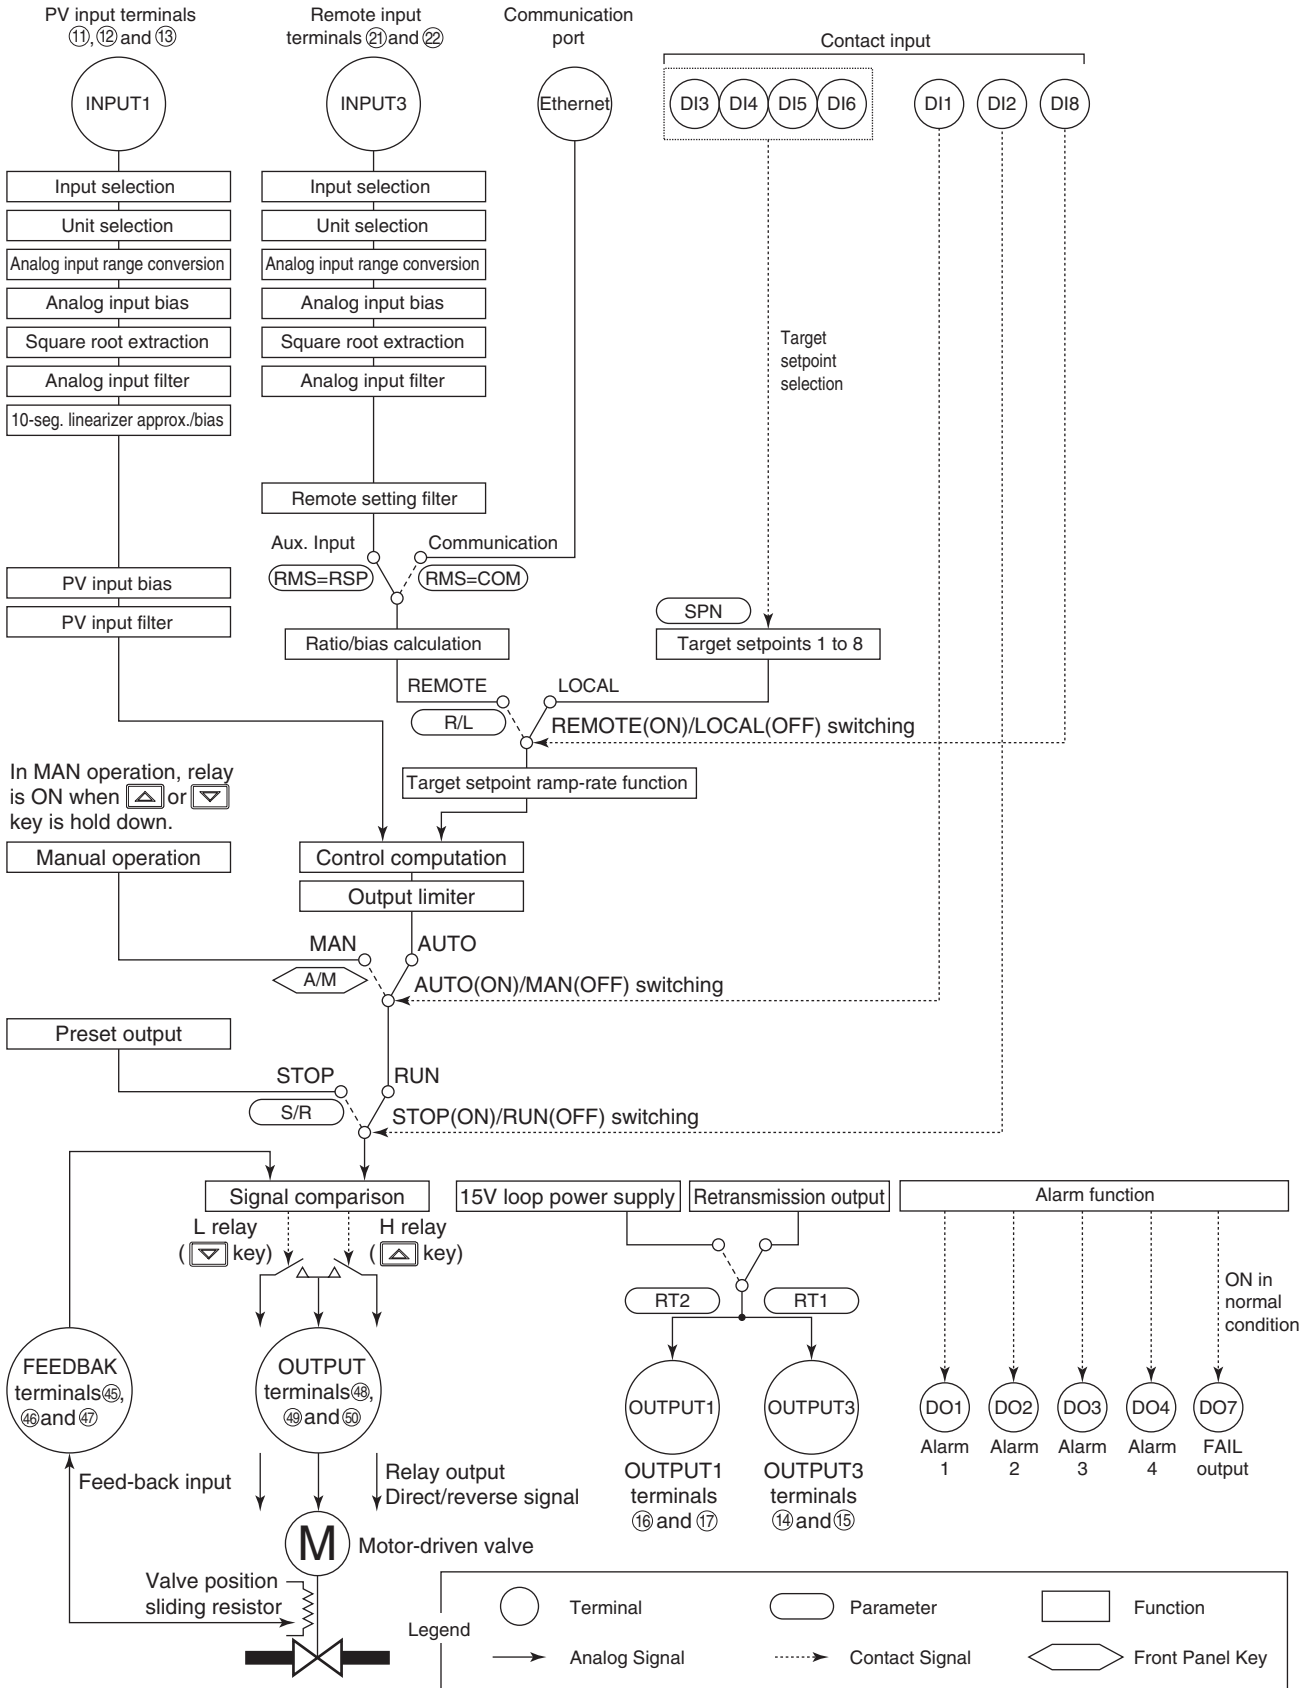 PV input terminals
⑪, ⑫ and ⑬
Remote input
terminals ㉑ and ㉒
Communication
port
Contact input
INPUT1
INPUT3
Ethernet
DI3
DI4
DI5
DI6
DI1
DI2
DI8
Input selection
Unit selection
Analog input range conversion
Analog input bias
Square root extraction
Analog input filter
10-seg. linearizer approx./bias
Input selection
Unit selection
Analog input range conversion
Analog input bias
Square root extraction
Analog input filter
Target
setpoint
selection
Remote setting filter
Aux. Input
Communication
RMS=RSP
RMS=COM
PV input bias
PV input filter
SPN
Ratio/bias calculation
Target setpoints 1 to 8
REMOTE
LOCAL
R/L
REMOTE(ON)/LOCAL(OFF) switching
In MAN operation, relay
is ON when △ or ▽
key is hold down.
Target setpoint ramp-rate function
Manual operation
Control computation
Output limiter
MAN
AUTO
A/M
AUTO(ON)/MAN(OFF) switching
Preset output
STOP
RUN
S/R
STOP(ON)/RUN(OFF) switching
Signal comparison
15V loop power supply
Retransmission output
Alarm function
L relay
(▽ key)
H relay
(△ key)
RT2
RT1
ON in
normal
condition
FEEDBAK
terminals㊺,
㊻and ㊼
OUTPUT
terminals㊽,
㊾and ㊿
OUTPUT1
OUTPUT3
DO1
DO2
DO3
DO4
DO7
Alarm
1
Alarm
2
Alarm
3
Alarm
4
FAIL
output
OUTPUT1
terminals
⑯ and ⑰
OUTPUT3
terminals
⑭ and ⑮
Feed-back input
Relay output
Direct/reverse signal
M
Motor-driven valve
Valve position
sliding resistor
Legend
Terminal
Parameter
Function
Analog Signal
Contact Signal
Front Panel Key